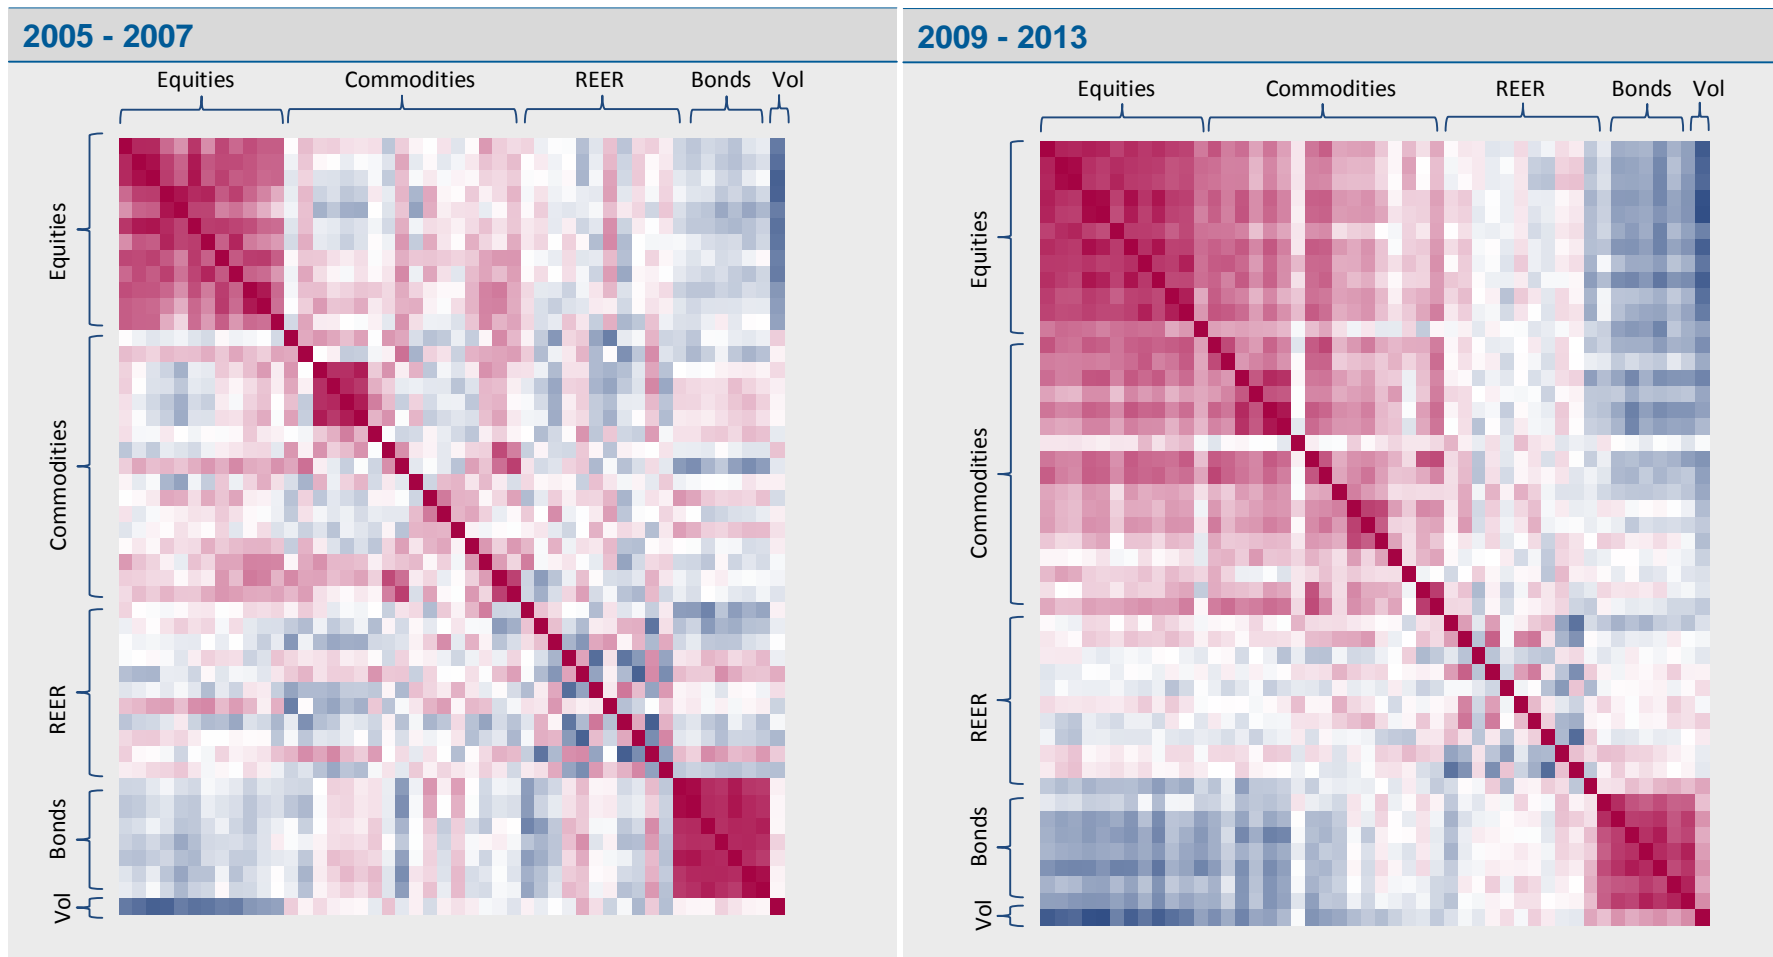 2005 - 2007
Equities Commodities REER Bonds Vol
Equities
Commodities
REER
Bonds
Vol
2009 - 2013
Equities Commodities REER Bonds Vol
Equities
Commodities
REER
Bonds
Vol